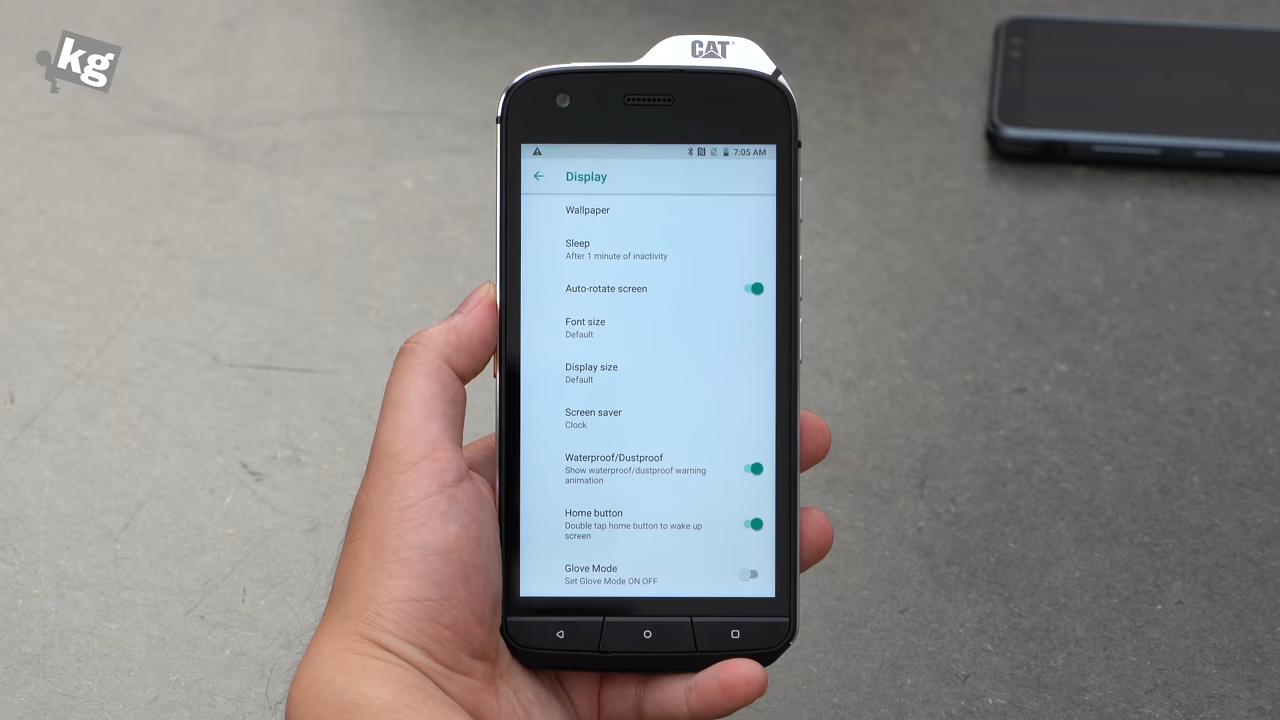 kg
CAT
7:05 AM
Display
Wallpaper
Sleep
After 1 minute of inactivity
Auto-rotate screen
Font size
Default
Display size
Default
Screen saver
Clock
Waterproof/Dustproof
Show waterproof/dustproof warning
animation
Home button
Double tap home button to wake up
screen
Glove Mode
Set Glove Mode ON OFF